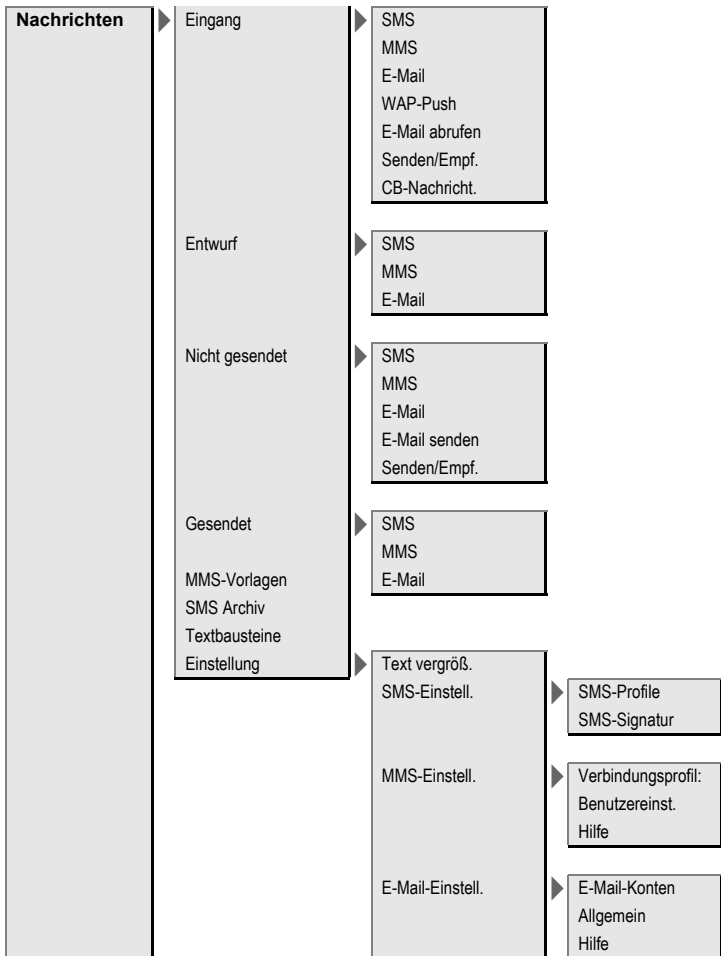 Nachrichten
Eingang
SMS
MMS
E-Mail
WAP-Push
E-Mail abrufen
Senden/Empf.
CB-Nachricht.
Entwurf
SMS
MMS
E-Mail
Nicht gesendet
SMS
MMS
E-Mail
E-Mail senden
Senden/Empf.
Gesendet
SMS
MMS
E-Mail
MMS-Vorlagen
SMS Archiv
Textbausteine
Einstellung
Text vergröß.
SMS-Einstell.
SMS-Profile
SMS-Signatur
MMS-Einstell.
Verbindungsprofil:
Benutzereinst.
Hilfe
E-Mail-Einstell.
E-Mail-Konten
Allgemein
Hilfe